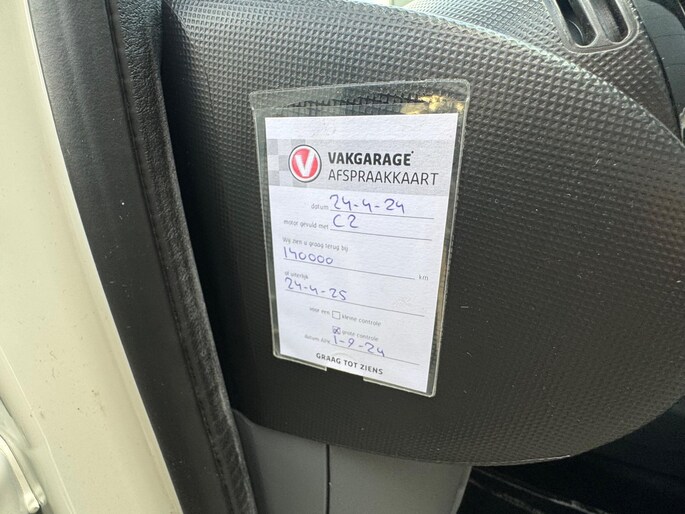 VAKGARAGE
AFSPRAAKKAART
datum 24-4-24
motor gevuld met C2
Wij zien u graag terug bij
140000 km
of uiterlijk
24-4-25
voor een kleine controle
grote controle
datum APK 1-9-24
GRAAG TOT ZIENS